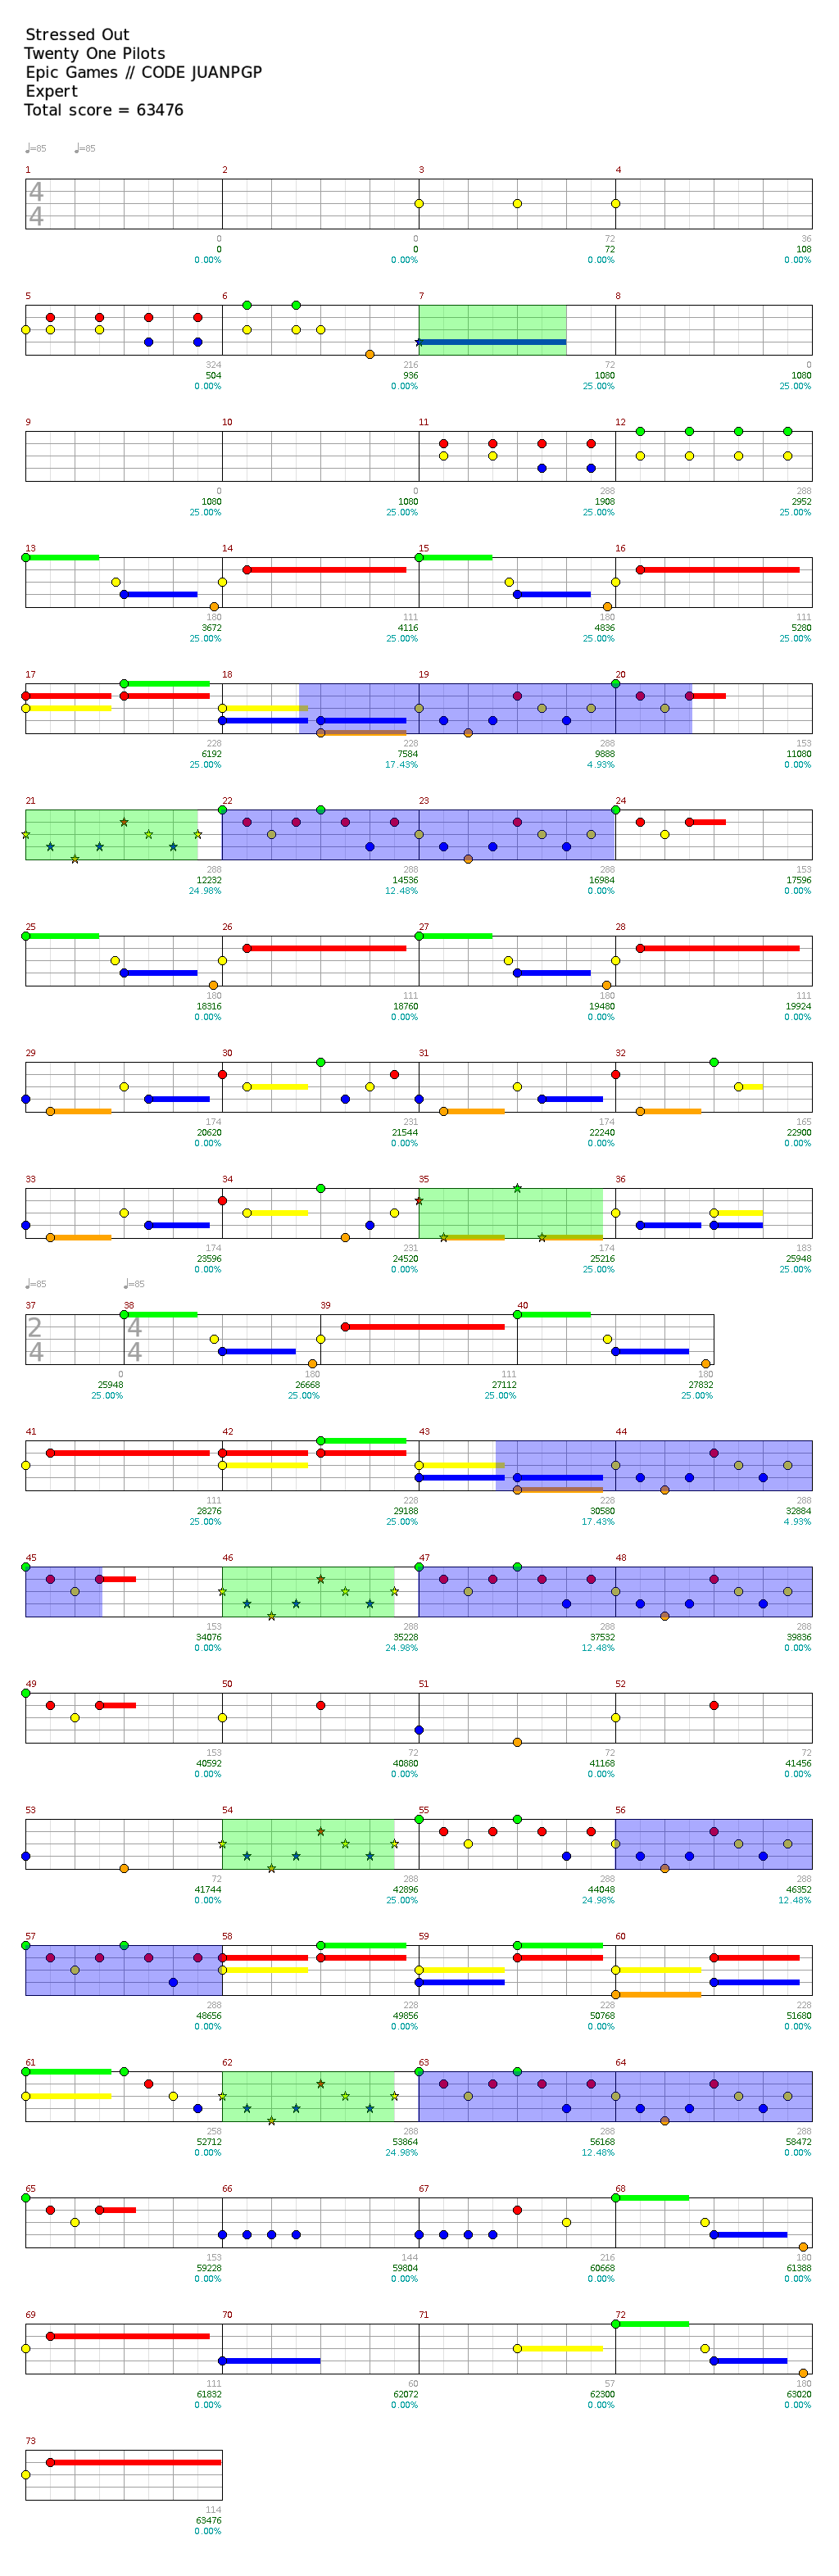 Stressed Out
Twenty One Pilots
Epic Games // CODE JUANPGP
Expert
Total score = 63476
♩=85 ♩=85
1 2 3 4
4
4
0 0 72 36
0 0 72 108
0.00% 0.00% 0.00% 0.00%
5 6 7 8
324 216 72 0
504 936 1080 1080
0.00% 0.00% 25.00% 25.00%
9 10 11 12
0 0 288 288
1080 1080 1908 2952
25.00% 25.00% 25.00% 25.00%
13 14 15 16
180 111 180 111
3672 4116 4836 5280
25.00% 25.00% 25.00% 25.00%
17 18 19 20
228 228 288 153
6192 7584 9888 11080
25.00% 17.43% 4.93% 0.00%
21 22 23 24
288 288 288 153
12232 14536 16984 17596
24.98% 12.48% 0.00% 0.00%
25 26 27 28
180 111 180 111
18316 18760 19480 19924
0.00% 0.00% 0.00% 0.00%
29 30 31 32
174 231 174 165
20620 21544 22240 22900
0.00% 0.00% 0.00% 0.00%
33 34 35 36
174 231 174 183
23596 24520 25216 25948
0.00% 0.00% 25.00% 25.00%
♩=85 ♩=85
37 38 39 40
2 4
4 4
0 180 111 180
25948 26668 27112 27832
25.00% 25.00% 25.00% 25.00%
41 42 43 44
111 228 228 288
28276 29188 30580 32884
25.00% 25.00% 17.43% 4.93%
45 46 47 48
153 288 288 288
34076 35228 37532 39836
0.00% 24.98% 12.48% 0.00%
49 50 51 52
153 72 72 72
40592 40880 41168 41456
0.00% 0.00% 0.00% 0.00%
53 54 55 56
72 288 288 288
41744 42896 44048 46352
0.00% 25.00% 24.98% 12.48%
57 58 59 60
288 228 228 228
48656 49856 50768 51680
0.00% 0.00% 0.00% 0.00%
61 62 63 64
258 288 288 288
52712 53864 56168 58472
0.00% 24.98% 12.48% 0.00%
65 66 67 68
153 144 216 180
59228 59804 60668 61388
0.00% 0.00% 0.00% 0.00%
69 70 71 72
111 60 57 180
61832 62072 62300 63020
0.00% 0.00% 0.00% 0.00%
73
114
63476
0.00%